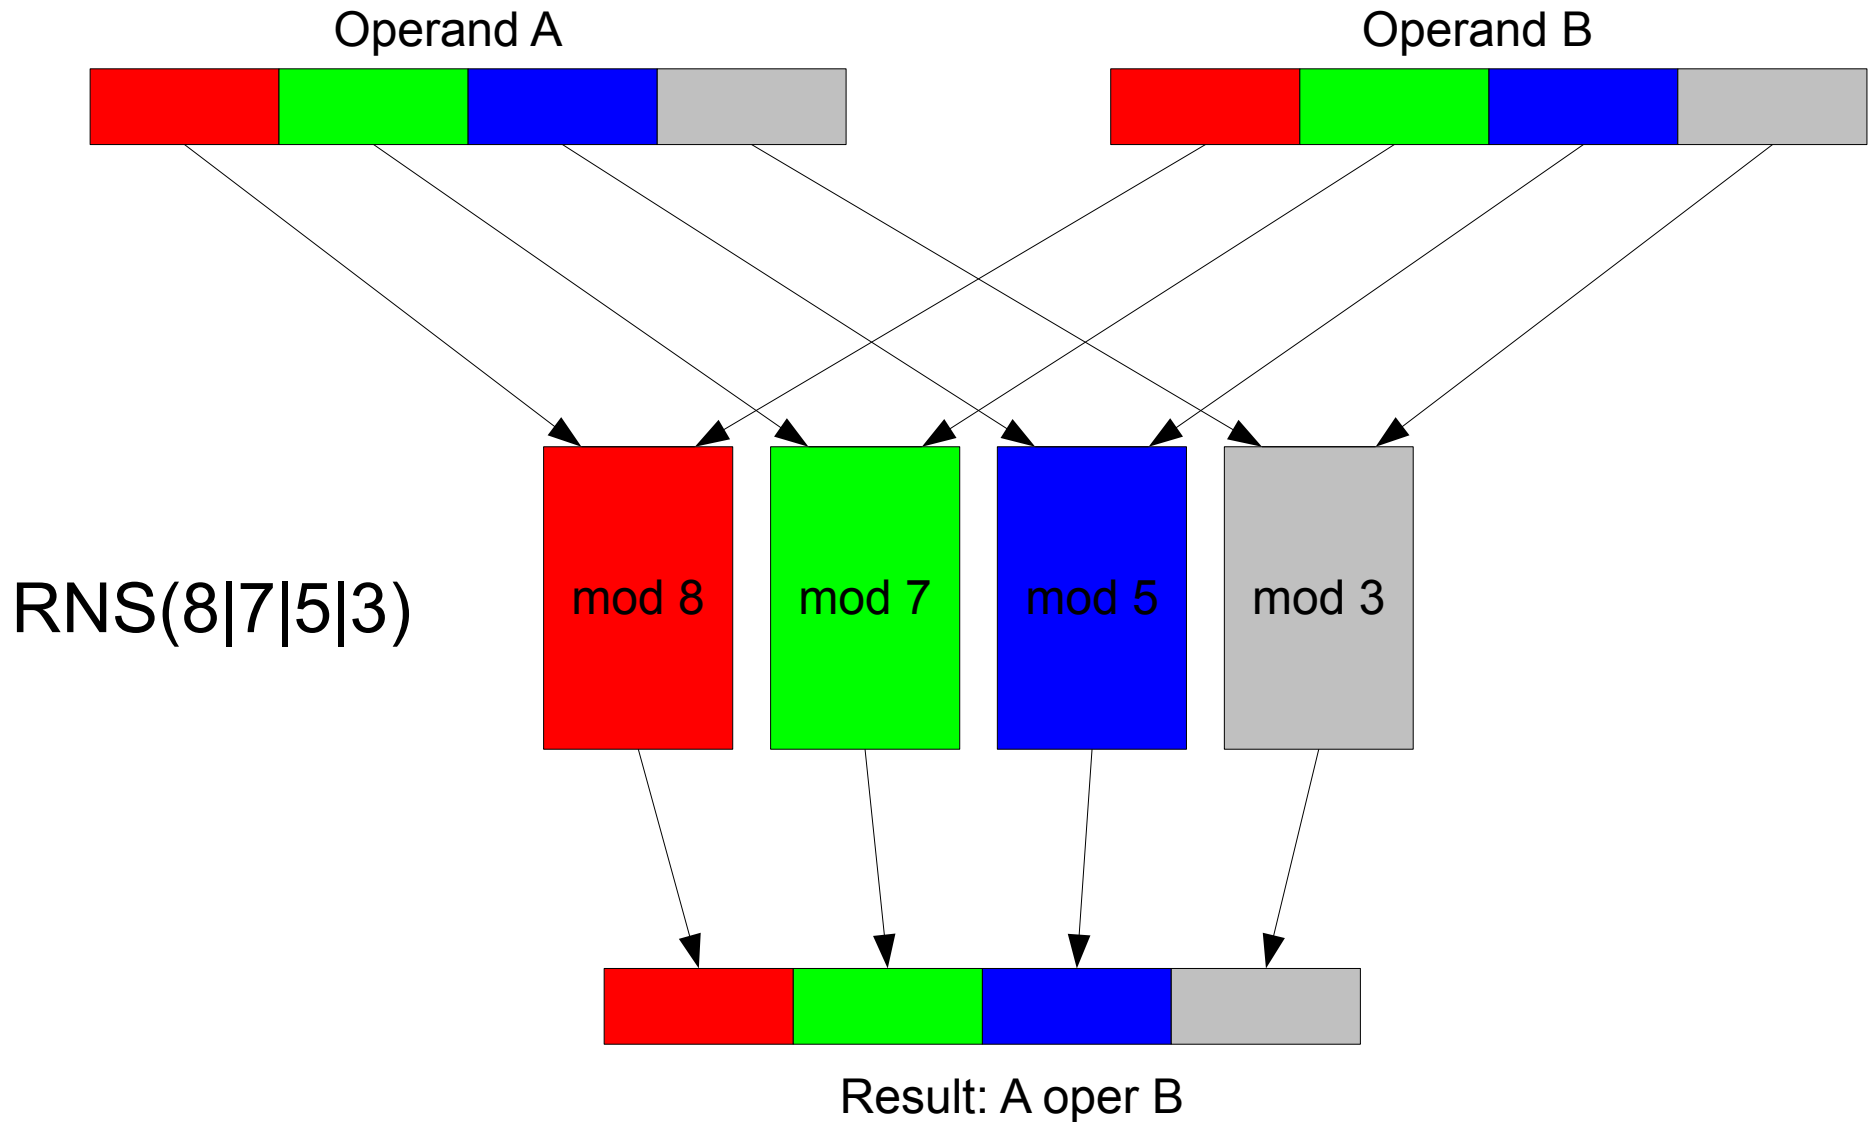 Operand A
Operand B
RNS(8|7|5|3)
mod 8
mod 7
mod 5
mod 3
Result: A oper B